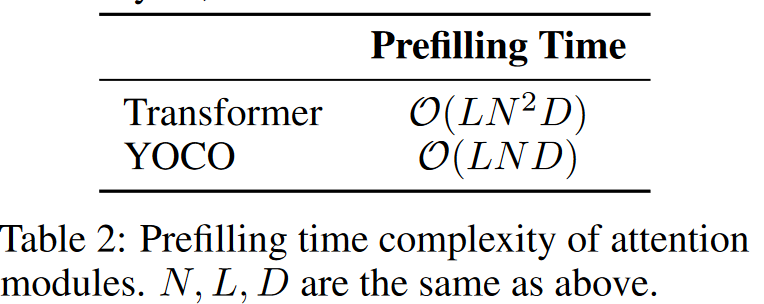 Prefilling Time
Transformer $\mathcal{O}(LN^2D)$
YOCO $\mathcal{O}(LND)$
Table 2: Prefilling time complexity of attention
modules. $N, L, D$ are the same as above.